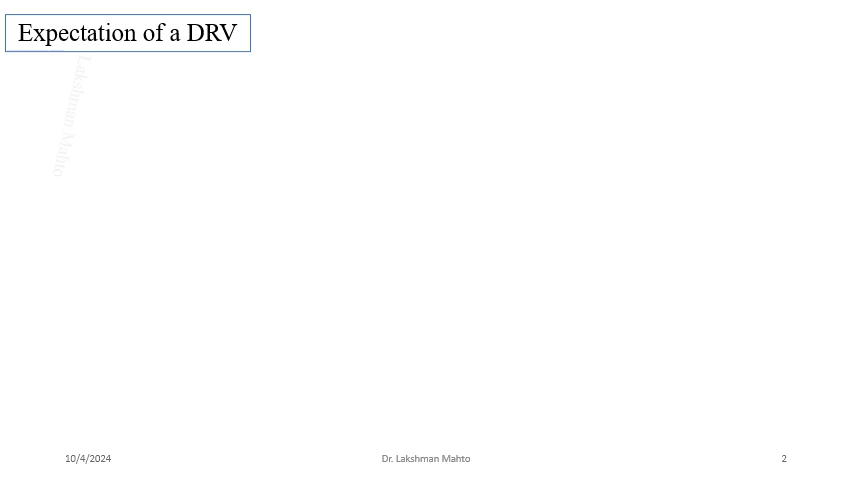 Expectation of a DRV
Lakshman Mahto
10/4/2024
Dr. Lakshman Mahto
2